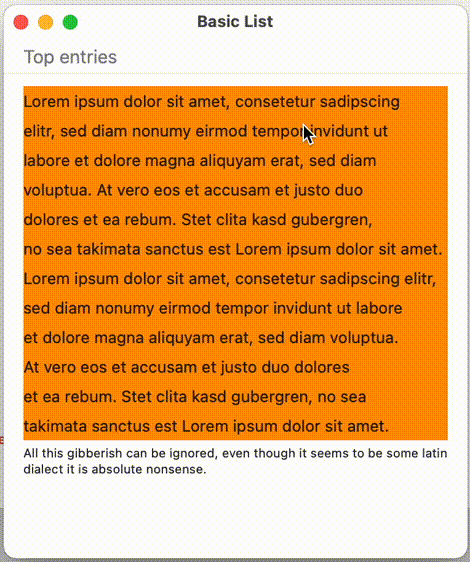 Basic List
Top entries
Lorem ipsum dolor sit amet, consetetur sadipscing
elitr, sed diam nonumy eirmod tempor invidunt ut
labore et dolore magna aliquyam erat, sed diam
voluptua. At vero eos et accusam et justo duo
dolores et ea rebum. Stet clita kasd gubergren,
no sea takimata sanctus est Lorem ipsum dolor sit amet.
Lorem ipsum dolor sit amet, consetetur sadipscing elitr,
sed diam nonumy eirmod tempor invidunt ut labore
et dolore magna aliquyam erat, sed diam voluptua.
At vero eos et accusam et justo duo dolores
et ea rebum. Stet clita kasd gubergren, no sea
takimata sanctus est Lorem ipsum dolor sit amet.
All this gibberish can be ignored, even though it seems to be some latin
dialect it is absolute nonsense.